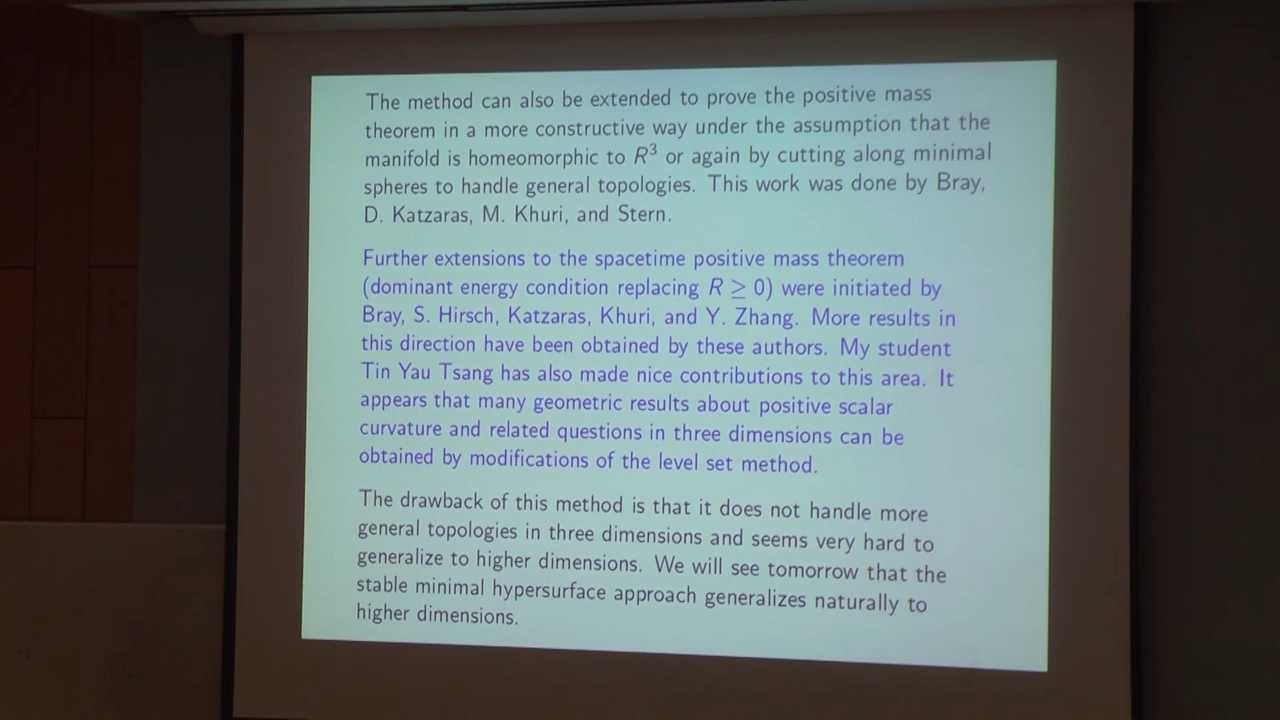 The method can also be extended to prove the positive mass
theorem in a more constructive way under the assumption that the
manifold is homeomorphic to R³ or again by cutting along minimal
spheres to handle general topologies. This work was done by Bray,
D. Katzaras, M. Khuri, and Stern.
Further extensions to the spacetime positive mass theorem
(dominant energy condition replacing R ≥ 0) were initiated by
Bray, S. Hirsch, Katzaras, Khuri, and Y. Zhang. More results in
this direction have been obtained by these authors. My student
Tin Yau Tsang has also made nice contributions to this area. It
appears that many geometric results about positive scalar
curvature and related questions in three dimensions can be
obtained by modifications of the level set method.
The drawback of this method is that it does not handle more
general topologies in three dimensions and seems very hard to
generalize to higher dimensions. We will see tomorrow that the
stable minimal hypersurface approach generalizes naturally to
higher dimensions.